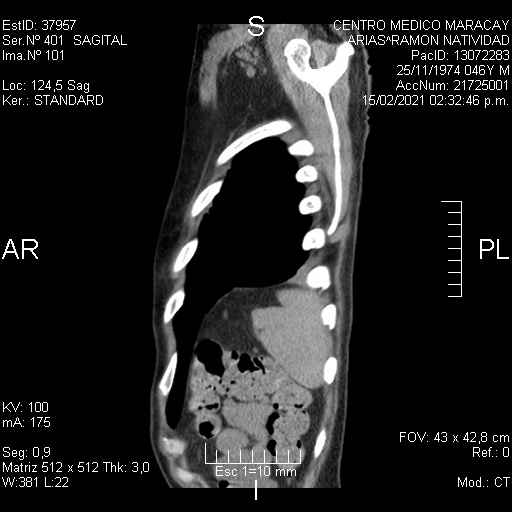 EstID: 37957
Ser.Nº 401 SAGITAL
Ima.Nº 101
Loc: 124,5 Sag
Ker.: STANDARD
S
CENTRO MEDICO MARACAY
ARIAS^RAMON NATIVIDAD
PacID: 13072283
25/11/1974 046Y M
AccNum: 21725001
15/02/2021 02:32:46 p.m.
AR
PL
KV: 100
mA: 175
Seg: 0,9
Matriz 512 x 512 Thk: 3,0
W:381 L:22
Esc 1=10 mm
I
FOV: 43 x 42,8 cm
Ref.: 0
Mod.: CT